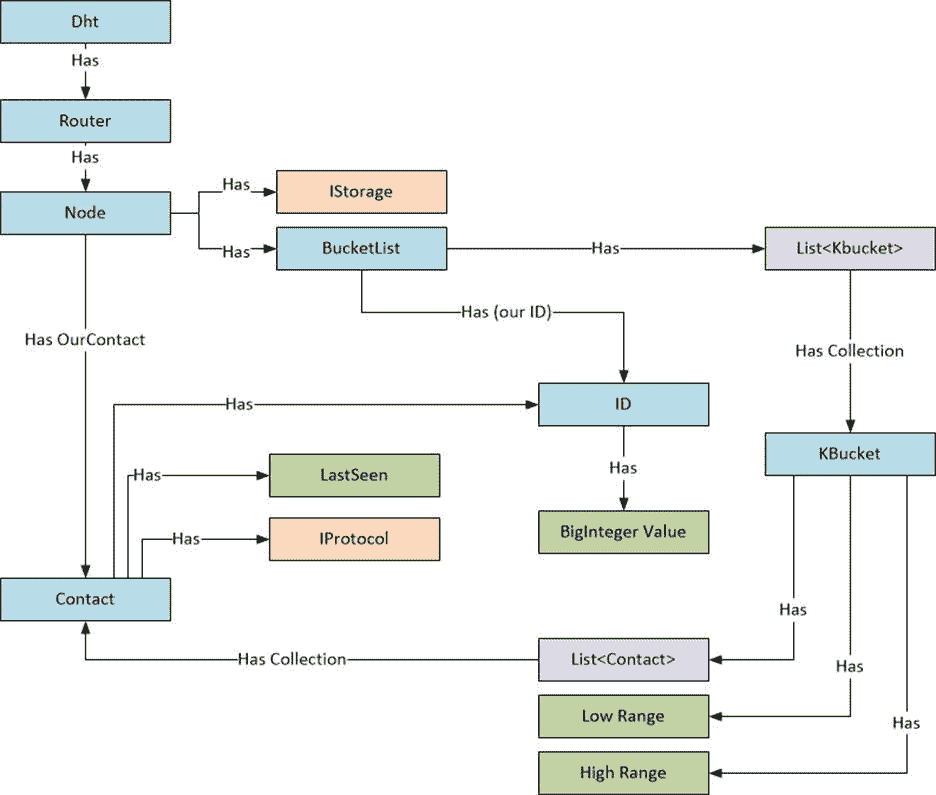 Dht
Has
Router
Has
Node
Has
IStorage
Has
BucketList
Has
List<Kbucket>
Has (our ID)
Has OurContact
Has Collection
Has
ID
KBucket
Has
LastSeen
Has
Has
IProtocol
BigInteger Value
Contact
Has
Has Collection
List<Contact>
Has
Low Range
Has
High Range